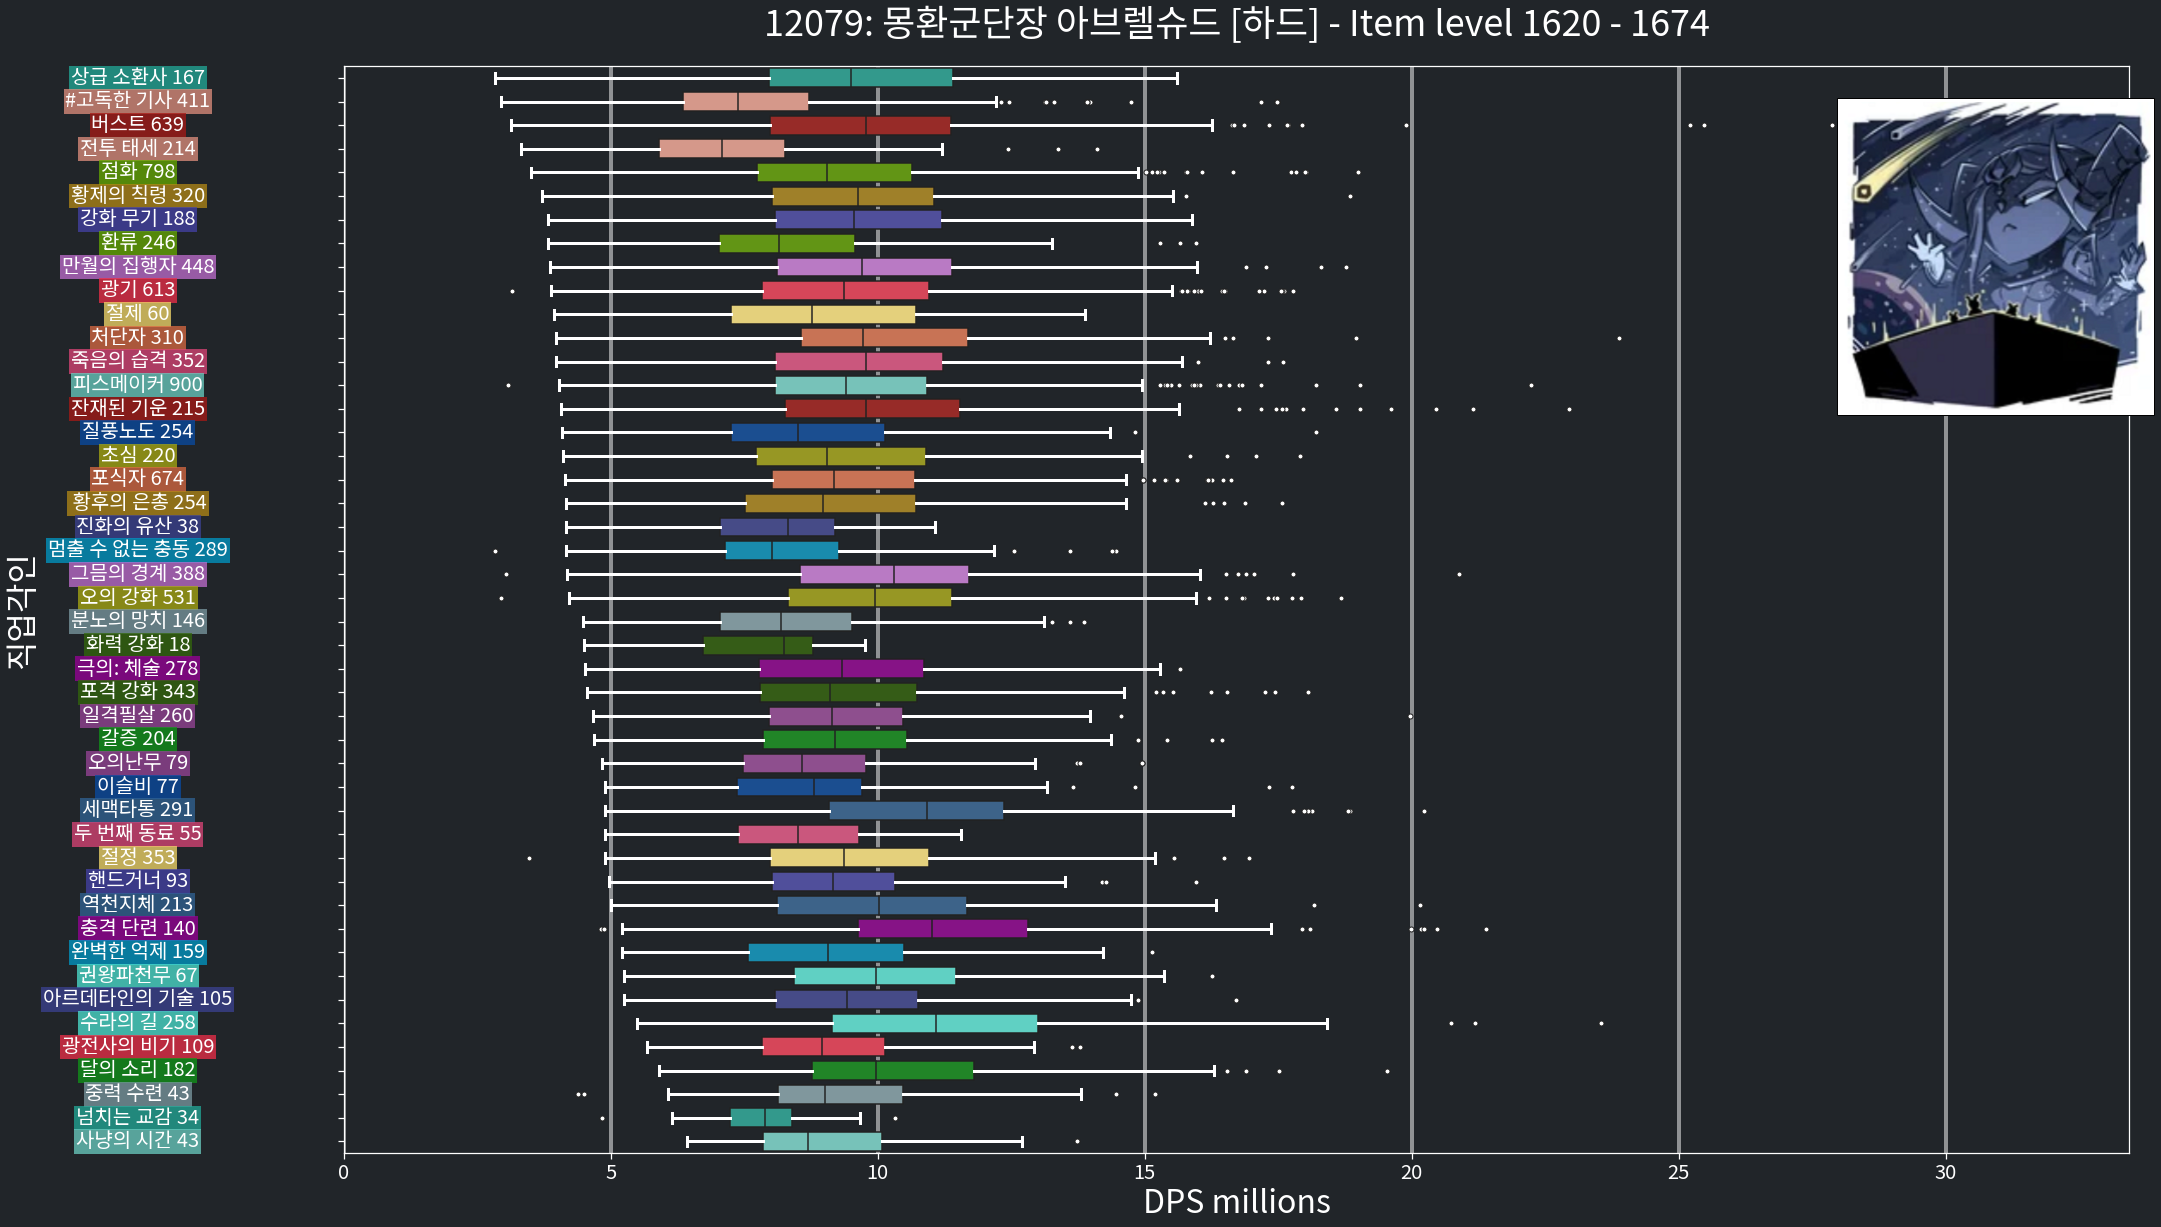 12079: 몽환군단장 아브렐슈드 [하드] - Item level 1620 - 1674
직업각인
상급 소환사 167
#고독한 기사 411
버스트 639
전투 태세 214
점화 798
황제의 칙령 320
강화 무기 188
환류 246
만월의 집행자 448
광기 613
절제 60
처단자 310
죽음의 습격 352
피스메이커 900
잔재된 기운 215
질풍노도 254
초심 220
포식자 674
황후의 은총 254
진화의 유산 38
멈출 수 없는 충동 289
그믐의 경계 388
오의 강화 531
분노의 망치 146
화력 강화 18
극의: 체술 278
포격 강화 343
일격필살 260
갈증 204
오의난무 79
이슬비 77
세맥타통 291
두 번째 동료 55
절정 353
핸드거너 93
역천지체 213
충격 단련 140
완벽한 억제 159
권왕파천무 67
아르데타인의 기술 105
수라의 길 258
광전사의 비기 109
달의 소리 182
중력 수련 43
넘치는 교감 34
사냥의 시간 43
0 5 10 15 20 25 30
DPS millions